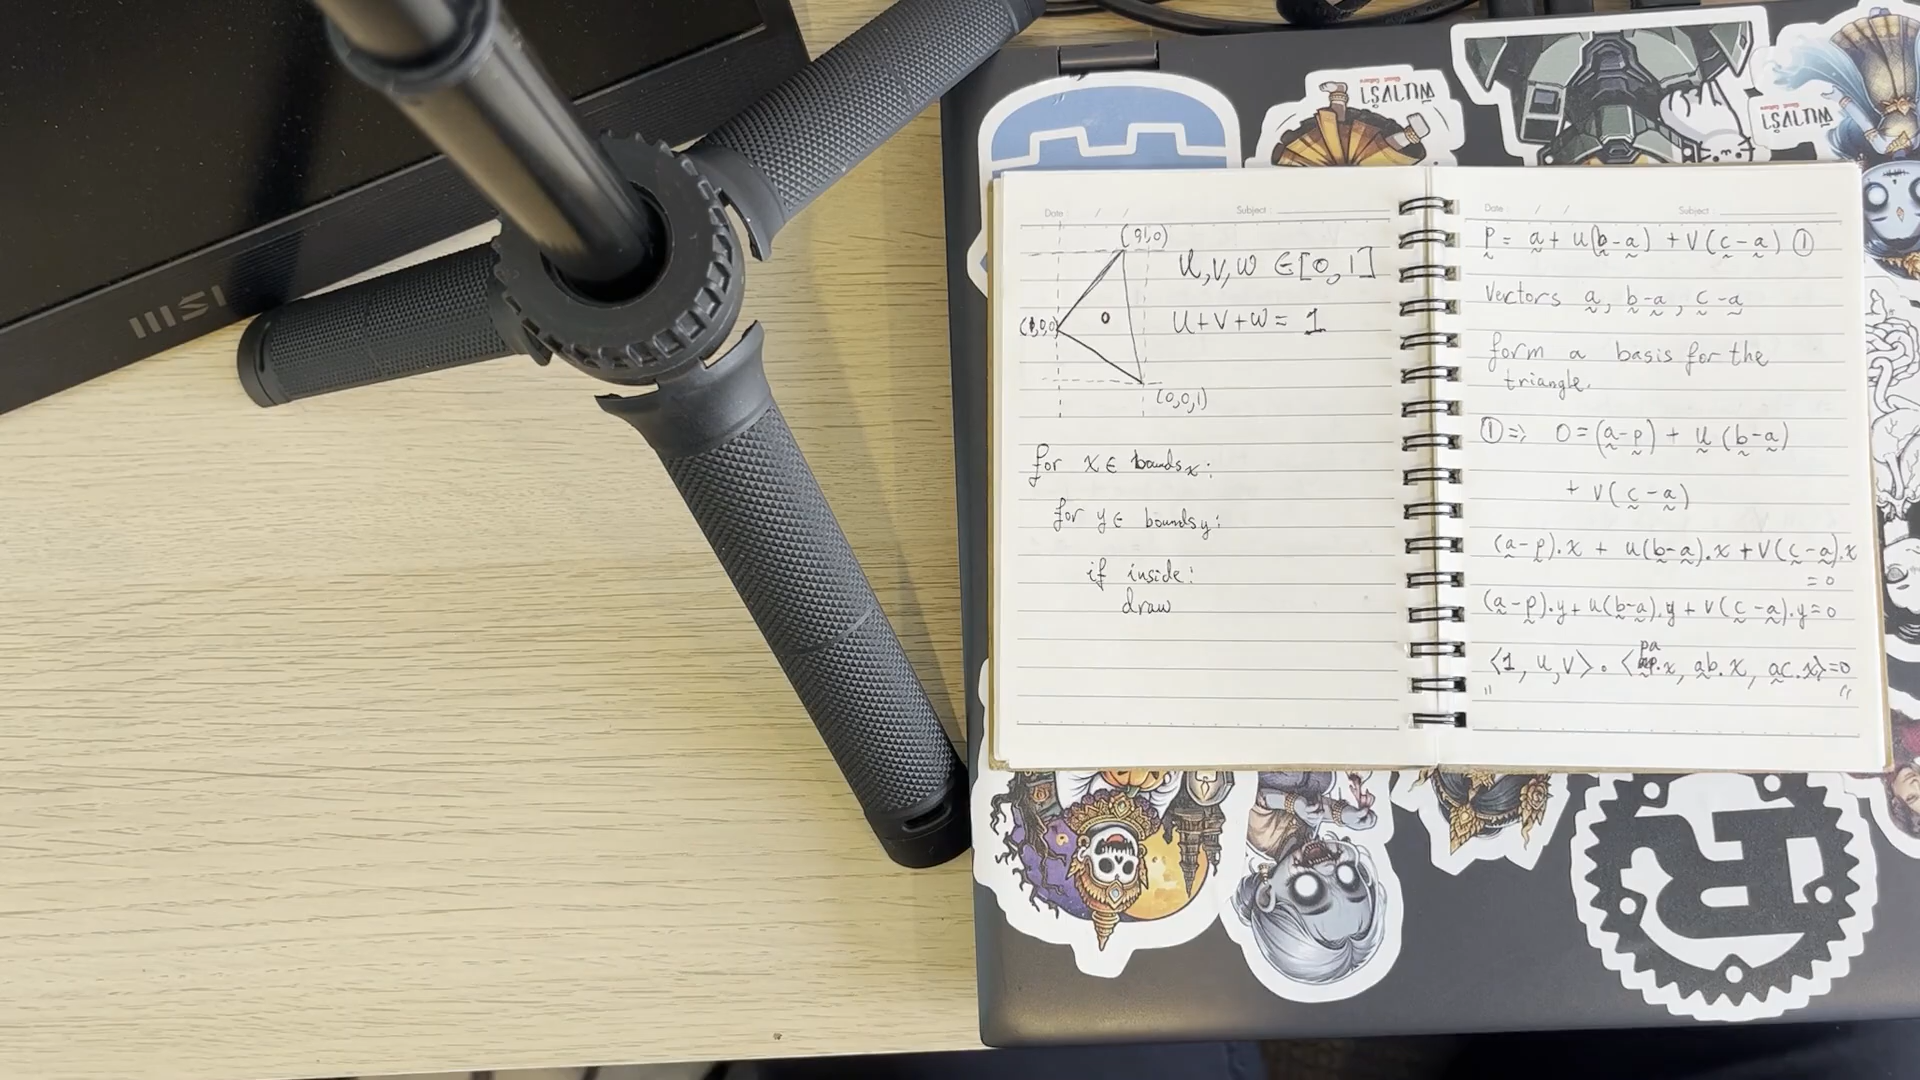 msi
WILTVST
WILTVST
Date / /
Subject :
(0,1,0)
(1,0,0)
(0,0,1)
u, v, w ∈ [0, 1]
u + v + w = 1
for x ∈ bounds x :
for y ∈ bounds y :
if inside :
draw
Date : / /
Subject :
p = a + u(b-a) + v(c-a) ①
Vectors a, b-a, c-a
form a basis for the
triangle.
① => 0 = (a-p) + u(b-a)
+ v(c-a)
(a-p).x + u(b-a).x + v(c-a).x
= 0
(a-p).y + u(b-a).y + v(c-a).y = 0
<1, u, v> . <pa.x, ab.x, ac.x> = 0
" "
R